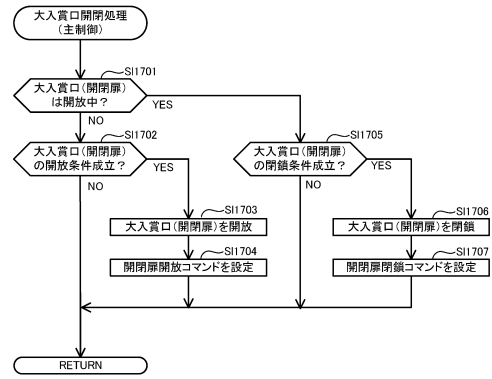 大入賞口開閉処理
(主制御)
SI1701
大入賞口(開閉扉)
は開放中?
YES
NO
SI1702
大入賞口(開閉扉)
の開放条件成立?
YES
NO
SI1705
大入賞口(開閉扉)
の閉鎖条件成立?
YES
NO
SI1703
大入賞口(開閉扉)を開放
SI1704
開閉扉開放コマンドを設定
SI1706
大入賞口(開閉扉)を閉鎖
SI1707
開閉扉閉鎖コマンドを設定
RETURN